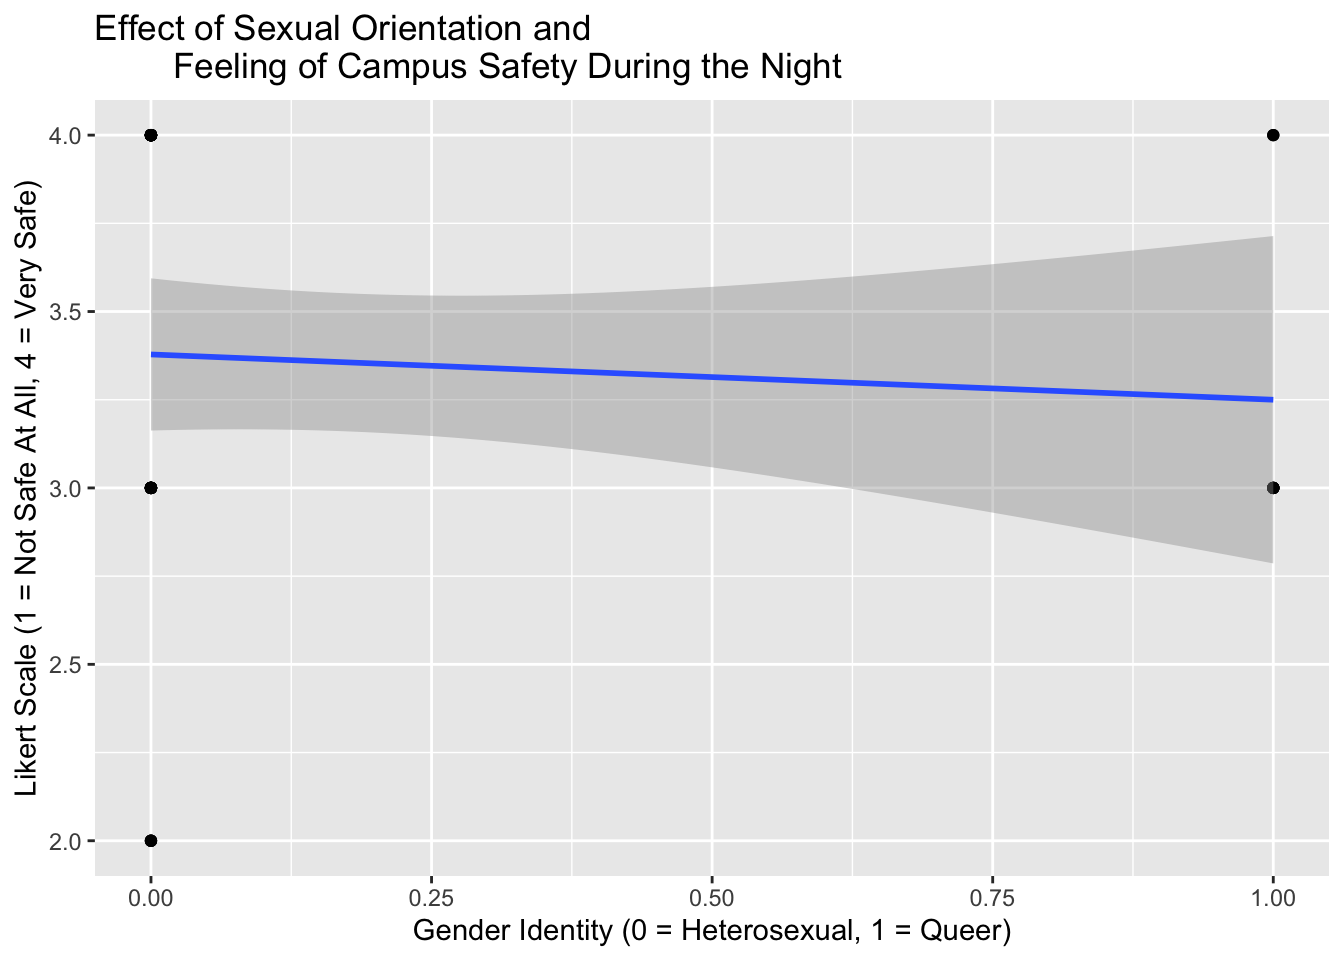 Effect of Sexual Orientation and
Feeling of Campus Safety During the Night
Likert Scale (1 = Not Safe At All, 4 = Very Safe)
4.0
3.5
3.0
2.5
2.0
0.00 0.25 0.50 0.75 1.00
Gender Identity (0 = Heterosexual, 1 = Queer)